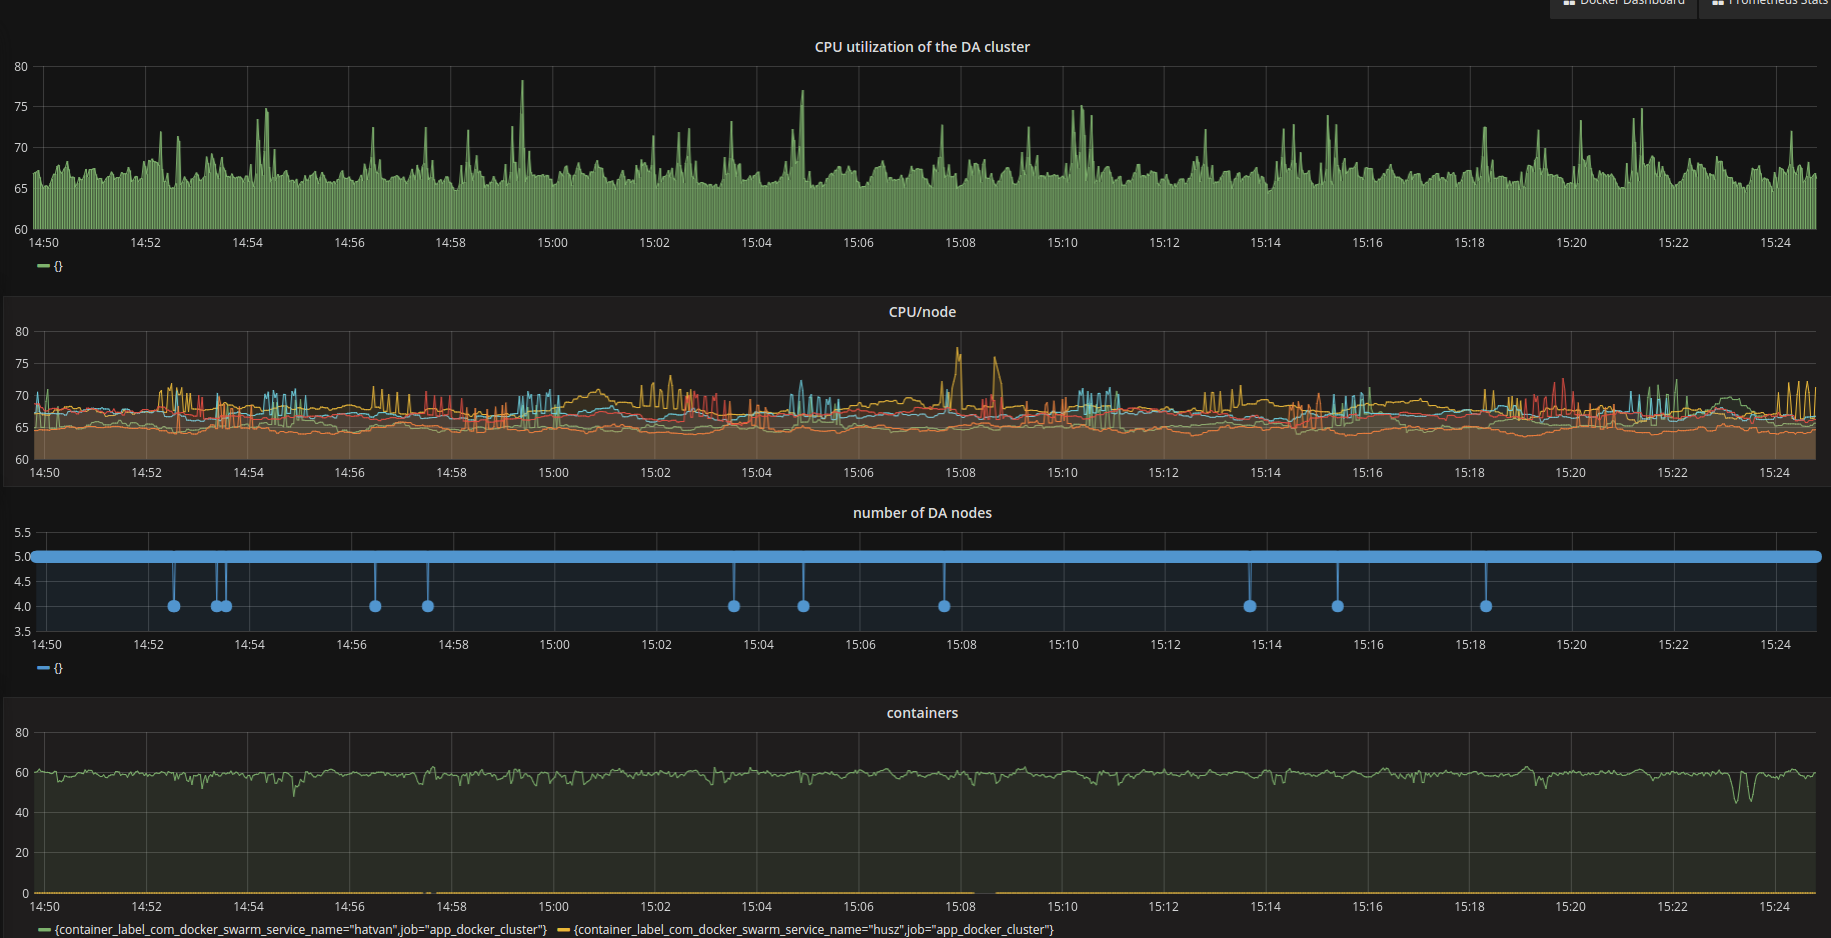 Docker Dashboard Prometheus Stats
CPU utilization of the DA cluster
80
75
70
65
60
14:50 14:52 14:54 14:56 14:58 15:00 15:02 15:04 15:06 15:08 15:10 15:12 15:14 15:16 15:18 15:20 15:22 15:24
{}
CPU/node
80
75
70
65
60
14:50 14:52 14:54 14:56 14:58 15:00 15:02 15:04 15:06 15:08 15:10 15:12 15:14 15:16 15:18 15:20 15:22 15:24
number of DA nodes
5.5
5.0
4.5
4.0
3.5
14:50 14:52 14:54 14:56 14:58 15:00 15:02 15:04 15:06 15:08 15:10 15:12 15:14 15:16 15:18 15:20 15:22 15:24
{}
containers
80
60
40
20
0
14:50 14:52 14:54 14:56 14:58 15:00 15:02 15:04 15:06 15:08 15:10 15:12 15:14 15:16 15:18 15:20 15:22 15:24
{container_label_com_docker_swarm_service_name="hatvan",job="app_docker_cluster"} {container_label_com_docker_swarm_service_name="husz",job="app_docker_cluster"}